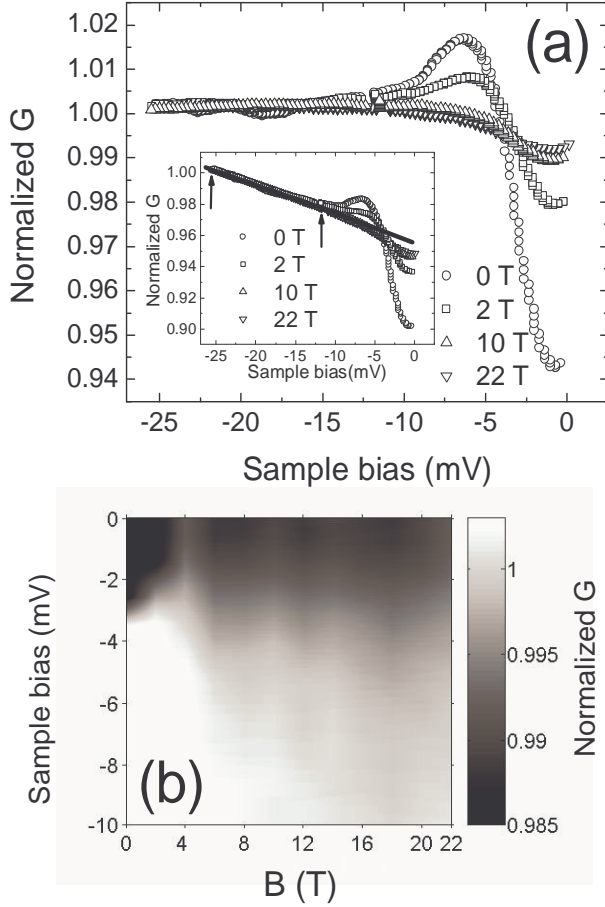 (a)
Normalized G
1.02
1.01
1.00
0.99
0.98
0.97
0.96
0.95
0.94
-25
-20
-15
-10
-5
0
Sample bias (mV)
0 T
2 T
10 T
22 T
Normalized G
1.00
0.98
0.96
0.94
0.92
0.90
0 T
2 T
10 T
22 T
-25
-20
-15
-10
-5
0
Sample bias(mV)
Sample bias (mV)
0
-2
-4
-6
-8
-10
(b)
0
4
8
12
16
20
22
B (T)
1
0.995
0.99
0.985
Normalized G